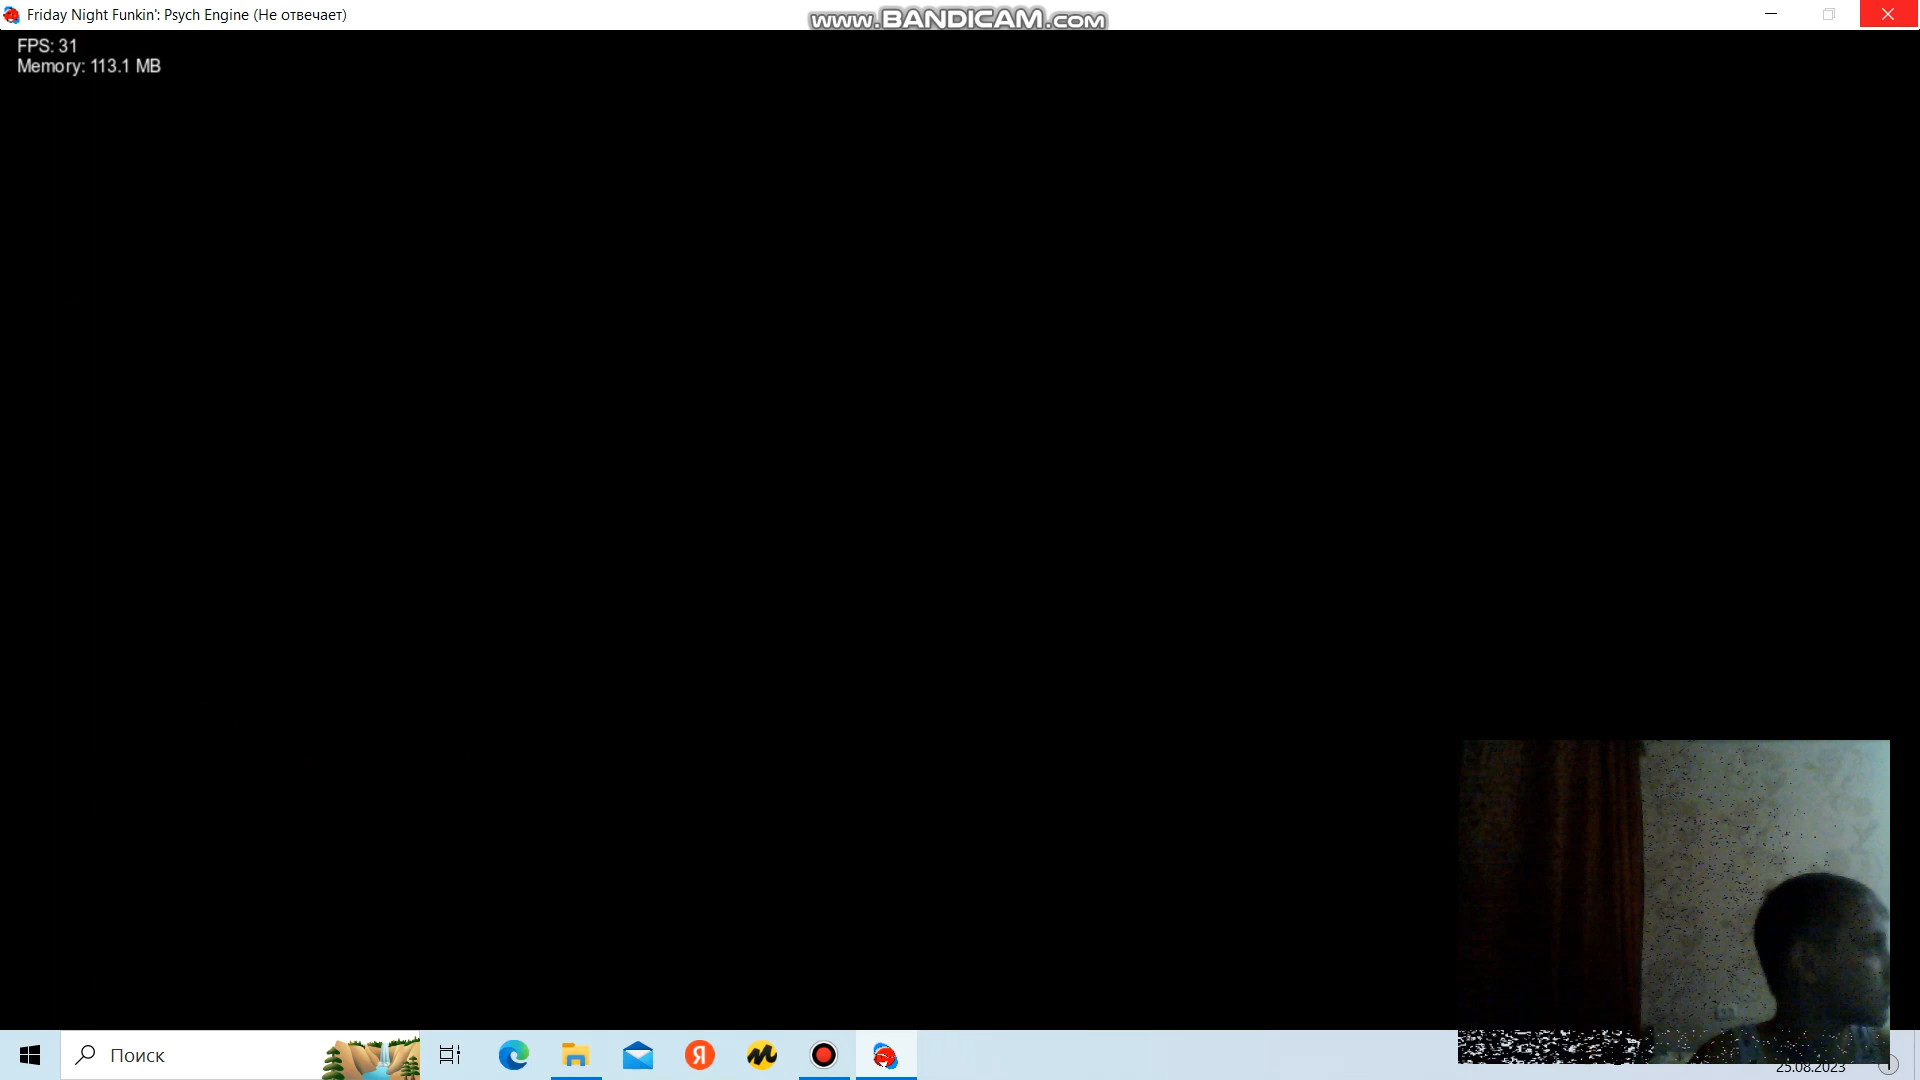 Friday Night Funkin': Psych Engine (Не отвечает)
www.BANDICAM.com
FPS: 31
Memory: 113.1 MB
Поиск
Я
25.08.2023
1